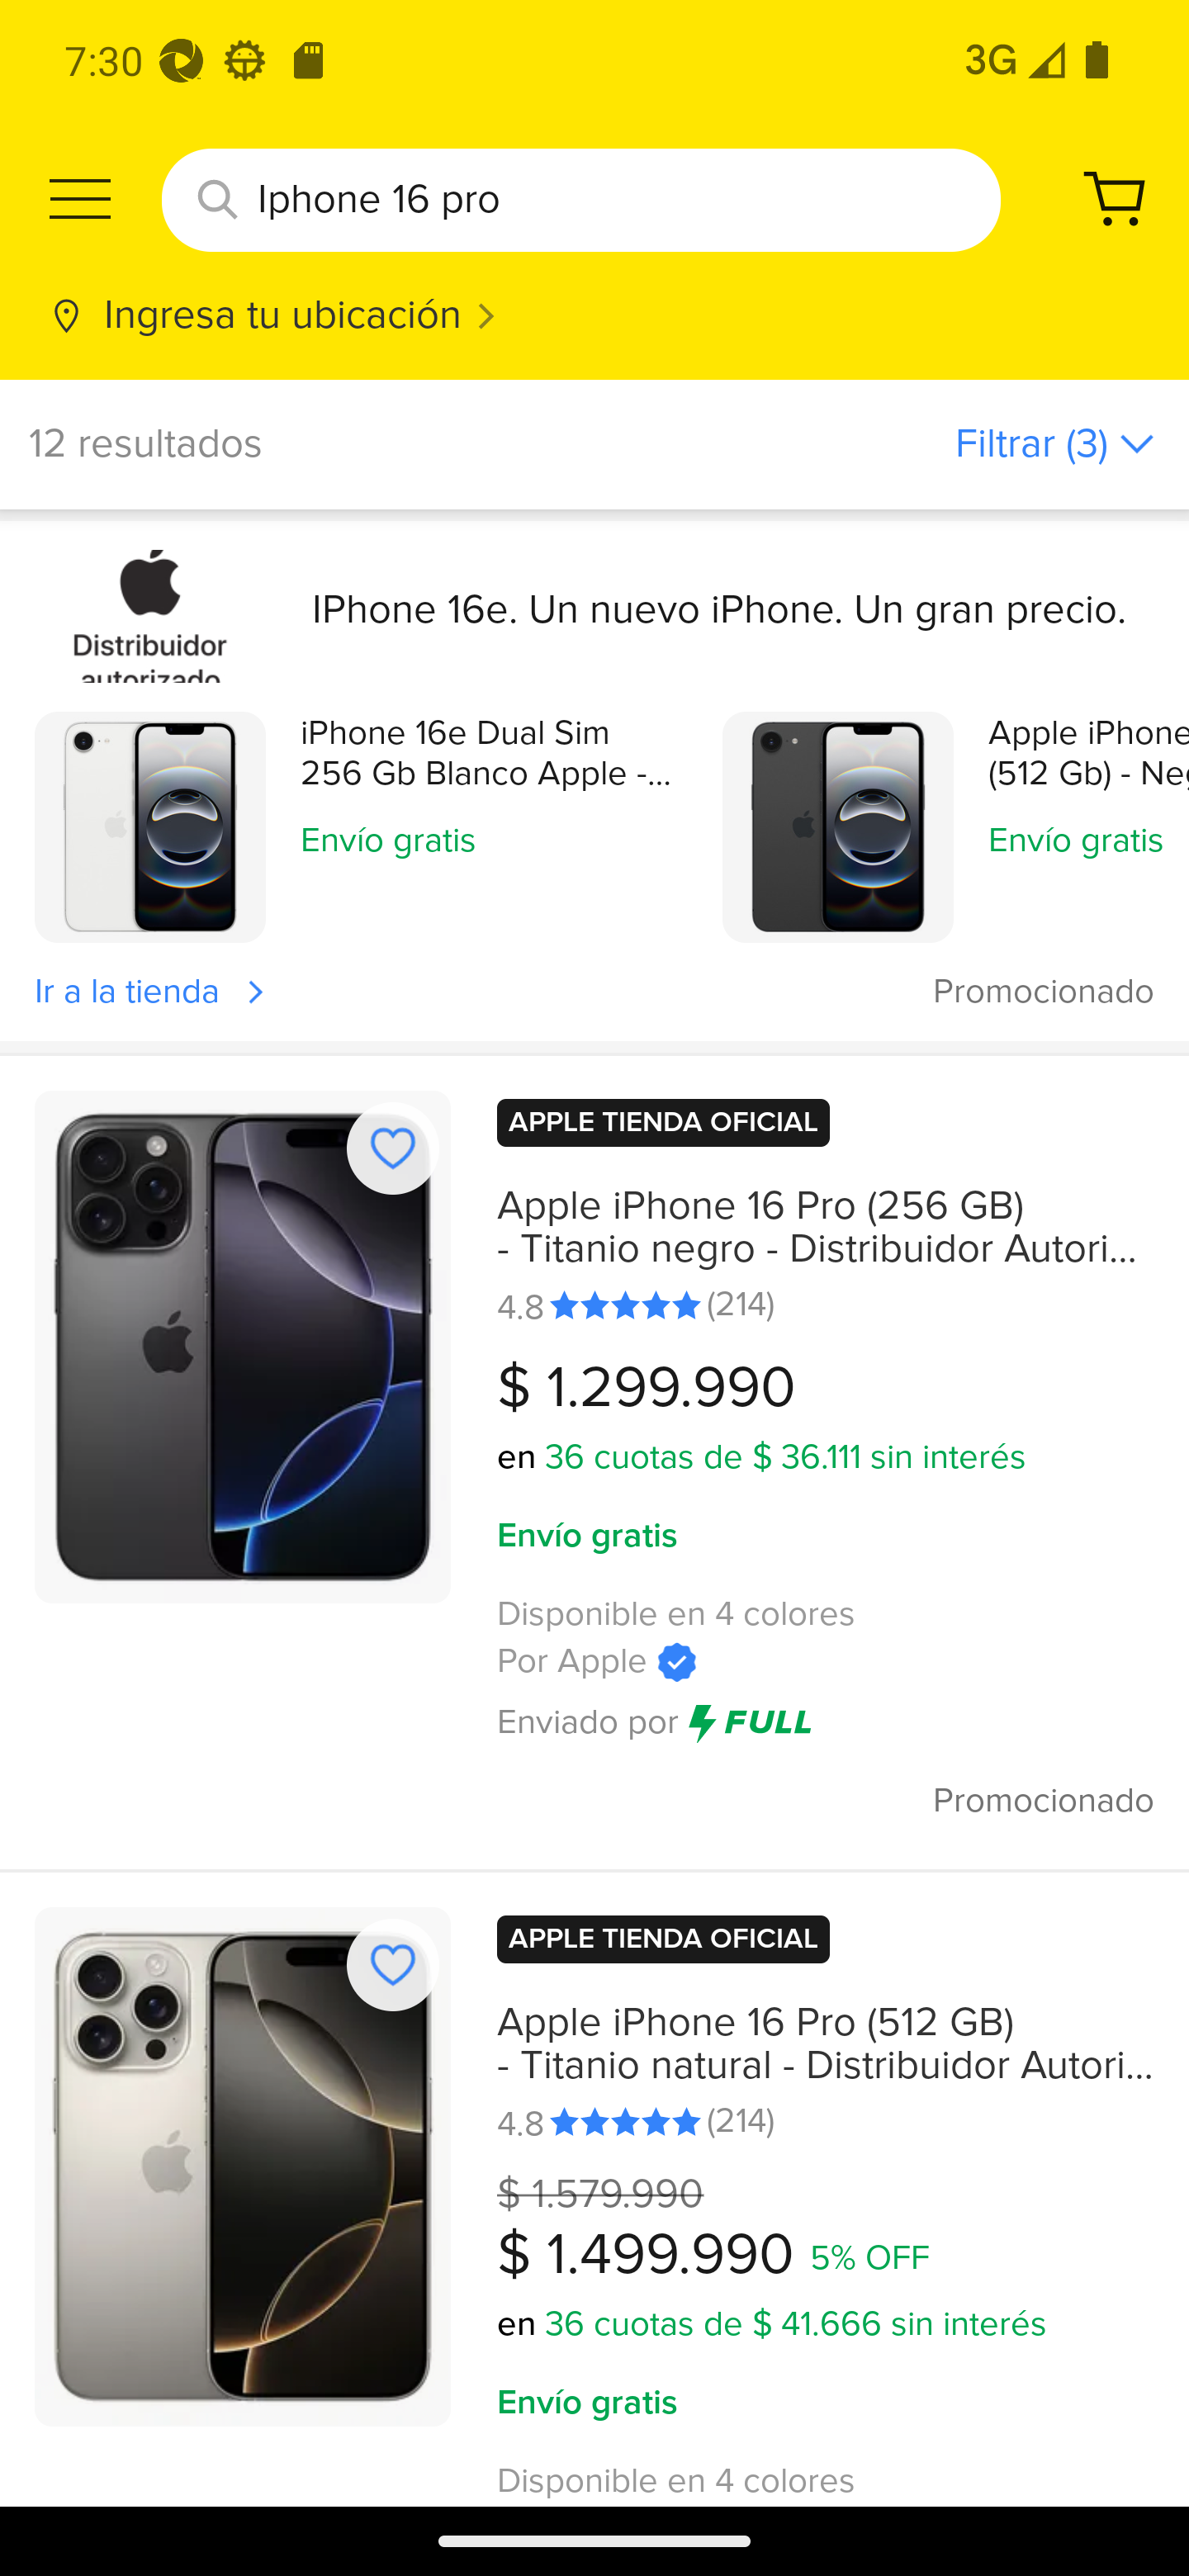 7:30
3G
Iphone 16 pro
Ingresa tu ubicación
12 resultados
Filtrar (3)
Distribuidor
autorizado
IPhone 16e. Un nuevo iPhone. Un gran precio.
iPhone 16e Dual Sim
256 Gb Blanco Apple -...
Envío gratis
Apple iPhone
(512 Gb) - Neg
Envío gratis
Ir a la tienda
Promocionado
APPLE TIENDA OFICIAL
Apple iPhone 16 Pro (256 GB)
- Titanio negro - Distribuidor Autori...
4.8 (214)
$ 1.299.990
en 36 cuotas de $ 36.111 sin interés
Envío gratis
Disponible en 4 colores
Por Apple
Enviado por FULL
Promocionado
APPLE TIENDA OFICIAL
Apple iPhone 16 Pro (512 GB)
- Titanio natural - Distribuidor Autori...
4.8 (214)
$ 1.579.990
$ 1.499.990 5% OFF
en 36 cuotas de $ 41.666 sin interés
Envío gratis
Disponible en 4 colores